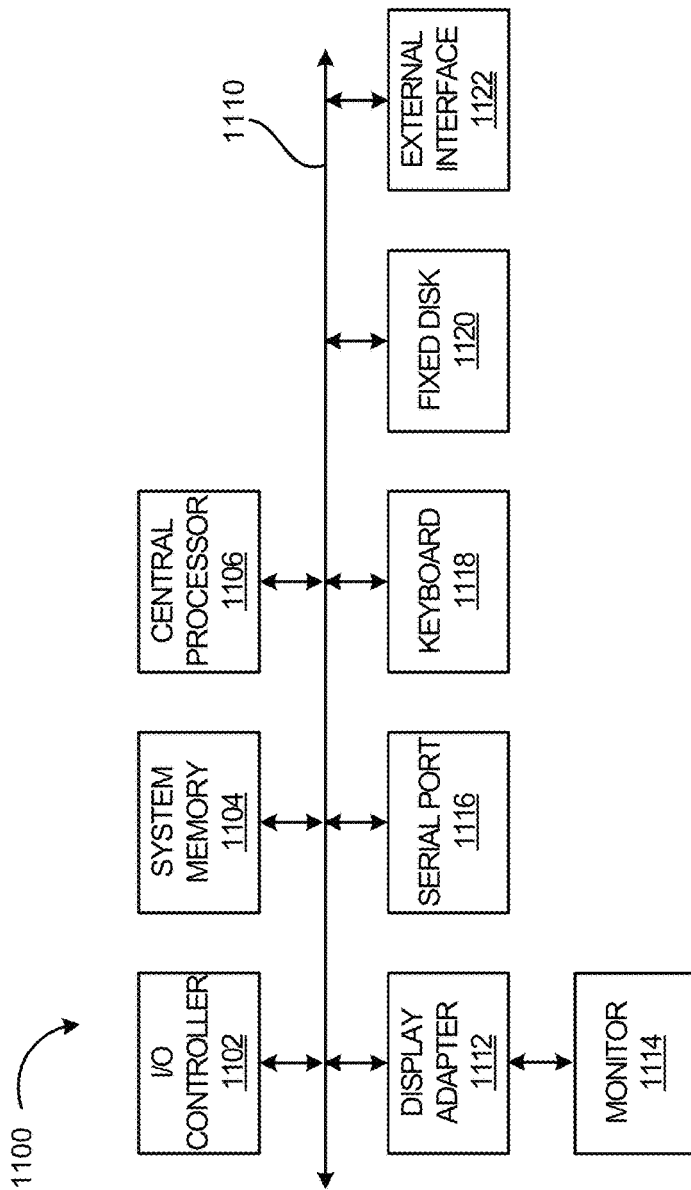 1100
I/O
CONTROLLER
1102
SYSTEM
MEMORY
1104
CENTRAL
PROCESSOR
1106
1110
DISPLAY
ADAPTER
1112
SERIAL PORT
1116
KEYBOARD
1118
FIXED DISK
1120
EXTERNAL
INTERFACE
1122
MONITOR
1114